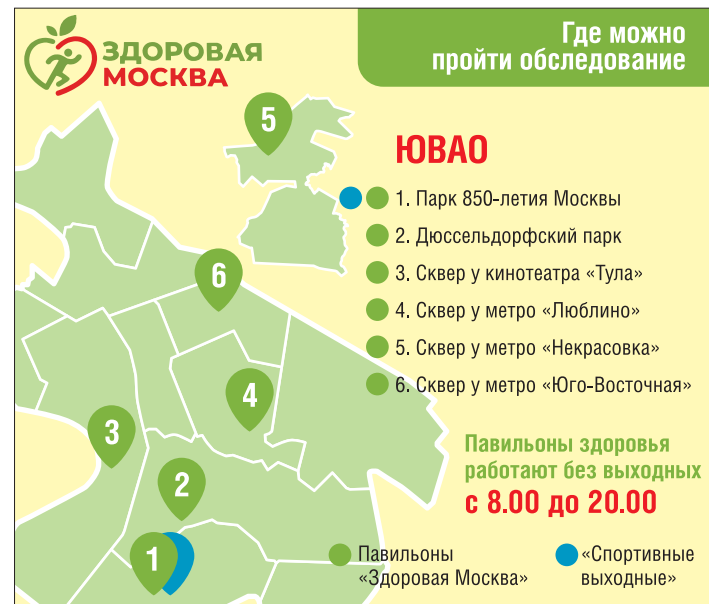 ЗДОРОВАЯ
МОСКВА
Где можно
пройти обследование
5
ЮВАО
1. Парк 850-летия Москвы
2. Дюссельдорфский парк
6
3. Сквер у кинотеатра «Тула»
4. Сквер у метро «Люблино»
5. Сквер у метро «Некрасовка»
4
6. Сквер у метро «Юго-Восточная»
3
Павильоны здоровья
работают без выходных
2
с 8.00 до 20.00
1
Павильоны
«Здоровая Москва»
«Спортивные
выходные»